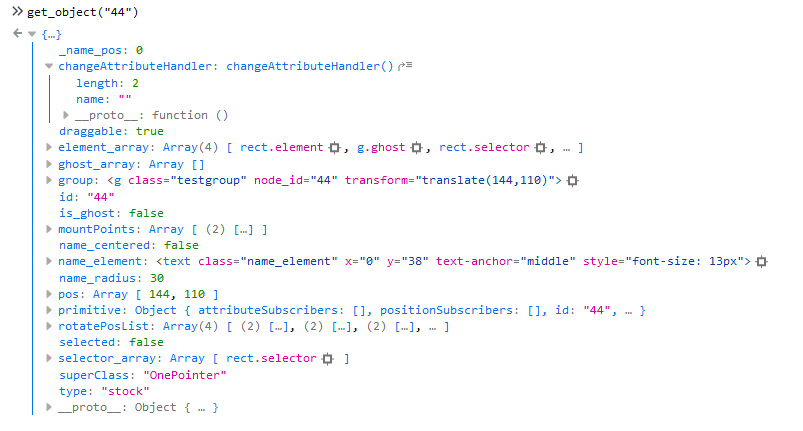 get_object("44")
{…}
_name_pos: 0
changeAttributeHandler: changeAttributeHandler()
length: 2
name: ""
__proto__: function ()
draggable: true
element_array: Array(4) [ rect.element, g.ghost, rect.selector, … ]
ghost_array: Array []
group: <g class="testgroup" node_id="44" transform="translate(144,110)">
id: "44"
is_ghost: false
mountPoints: Array [ (2) […] ]
name_centered: false
name_element: <text class="name_element" x="0" y="38" text-anchor="middle" style="font-size: 13px">
name_radius: 30
pos: Array [ 144, 110 ]
primitive: Object { attributeSubscribers: [], positionSubscribers: [], id: "44", … }
rotatePosList: Array(4) [ (2) […], (2) […], (2) […], … ]
selected: false
selector_array: Array [ rect.selector ]
superClass: "OnePointer"
type: "stock"
__proto__: Object { … }